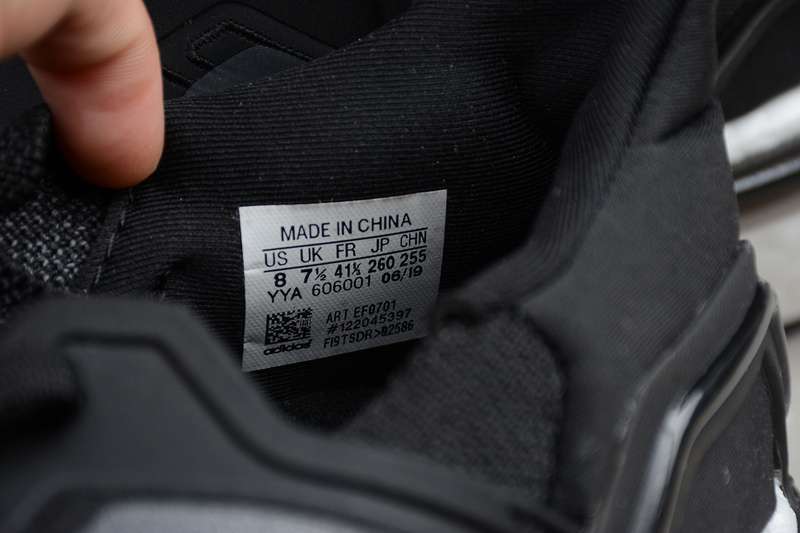 MADE IN CHINA
US UK FR JP CHN
8 7½ 41⅓ 260 255
YYA 606001 06/19
ART EF0701
#122045397
adidas FI9TSDR>B2586